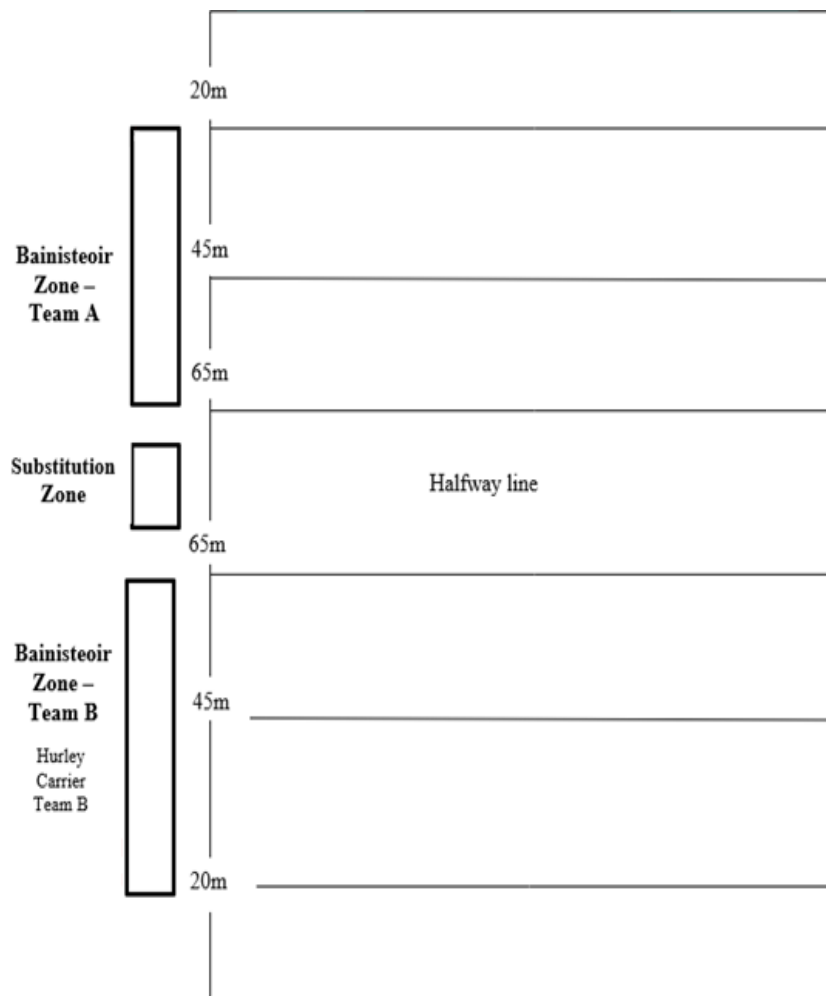 20m
45m
Bainisteoir
Zone –
Team A
65m
Substitution
Zone
Halfway line
65m
Bainisteoir
Zone –
Team B
45m
Hurley
Carrier
Team B
20m